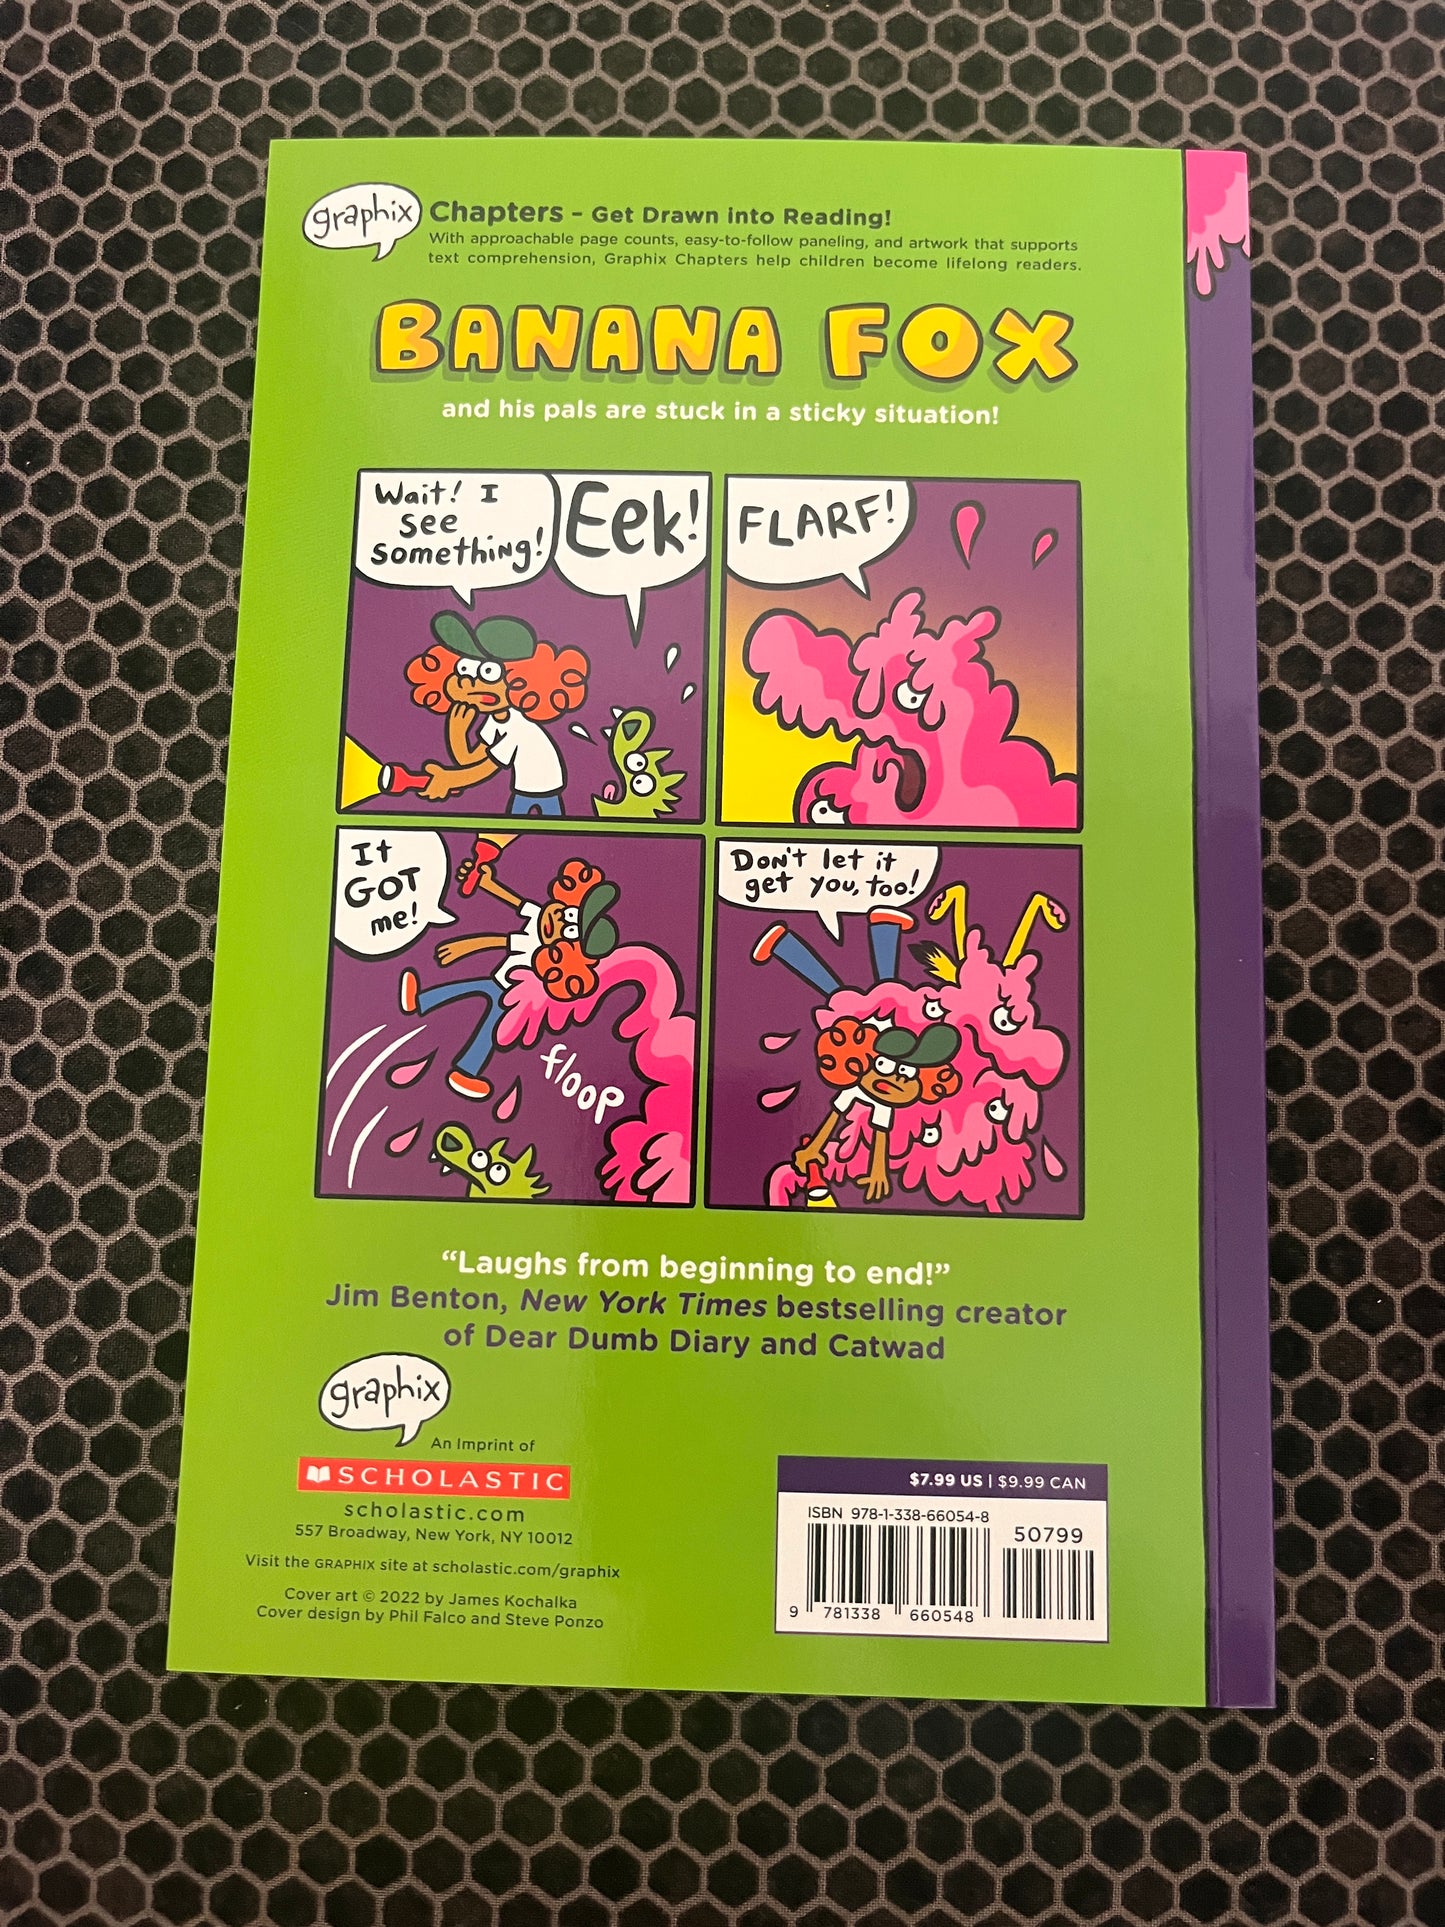 graphix Chapters – Get Drawn into Reading!
With approachable page counts, easy-to-follow paneling, and artwork that supports
text comprehension, Graphix Chapters help children become lifelong readers.
BANANA FOX
and his pals are stuck in a sticky situation!
Wait! I
see
something!
Eek!
FLARF!
It
GOT
me!
floop
Don't let it
get you, too!
“Laughs from beginning to end!”
Jim Benton, New York Times bestselling creator
of Dear Dumb Diary and Catwad
graphix
An Imprint of
SCHOLASTIC
scholastic.com
557 Broadway, New York, NY 10012
Visit the GRAPHIX site at scholastic.com/graphix
Cover art © 2022 by James Kochalka
Cover design by Phil Falco and Steve Ponzo
$7.99 US | $9.99 CAN
ISBN 978-1-338-66054-8
50799
9 781338 660548